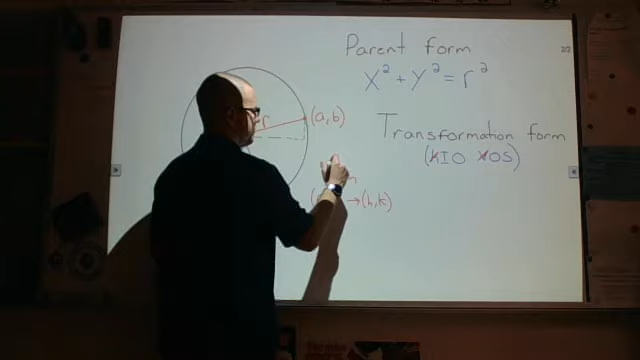 Parent form
x² + y² = r²
r
(a,b)
Transformation form
(KIO XOS)
→(h,k)